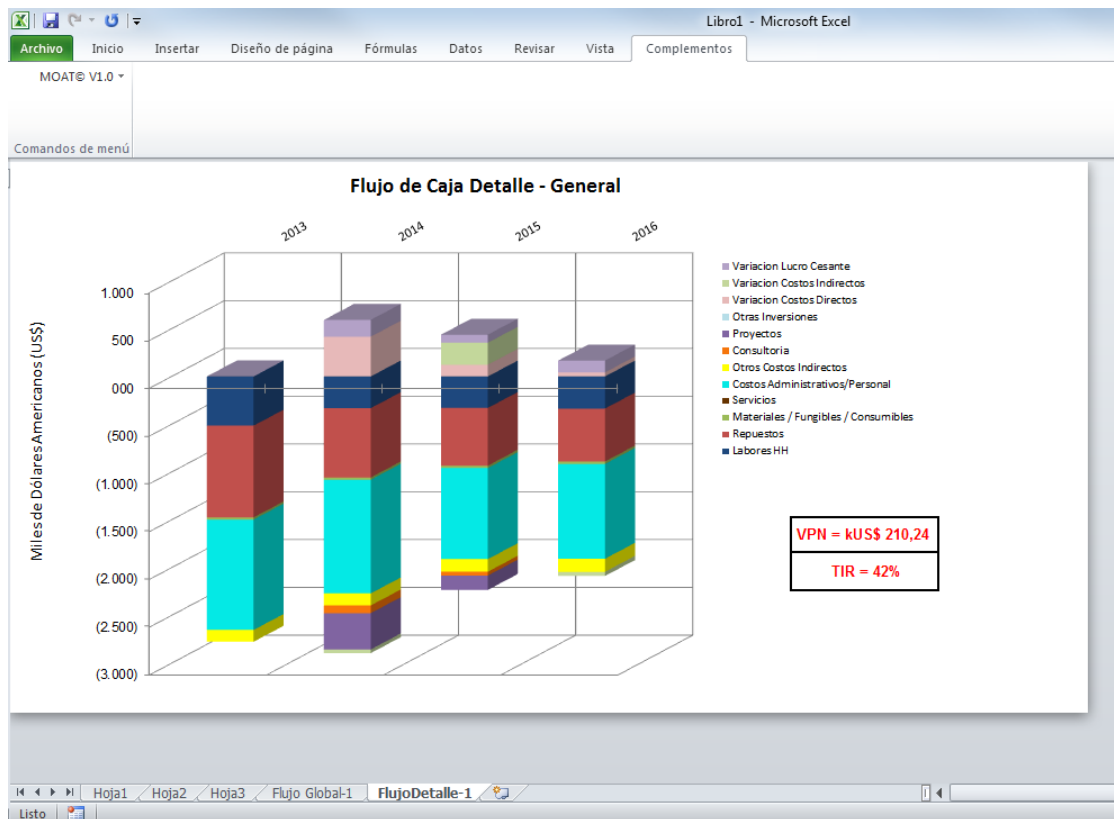 Libro1 - Microsoft Excel
Archivo Inicio Insertar Diseño de página Fórmulas Datos Revisar Vista Complementos
MOAT© V1.0
Comandos de menú
Flujo de Caja Detalle - General
2013 2014 2015 2016
Miles de Dólares Americanos (US$)
1.000
500
000
(500)
(1.000)
(1.500)
(2.000)
(2.500)
(3.000)
Variacion Lucro Cesante
Variacion Costos Indirectos
Variacion Costos Directos
Otras Inversiones
Proyectos
Consultoria
Otros Costos Indirectos
Costos Administrativos/Personal
Servicios
Materiales / Fungibles / Consumibles
Repuestos
Labores HH
VPN = kUS$ 210,24
TIR = 42%
Hoja1 Hoja2 Hoja3 Flujo Global-1 FlujoDetalle-1
Listo